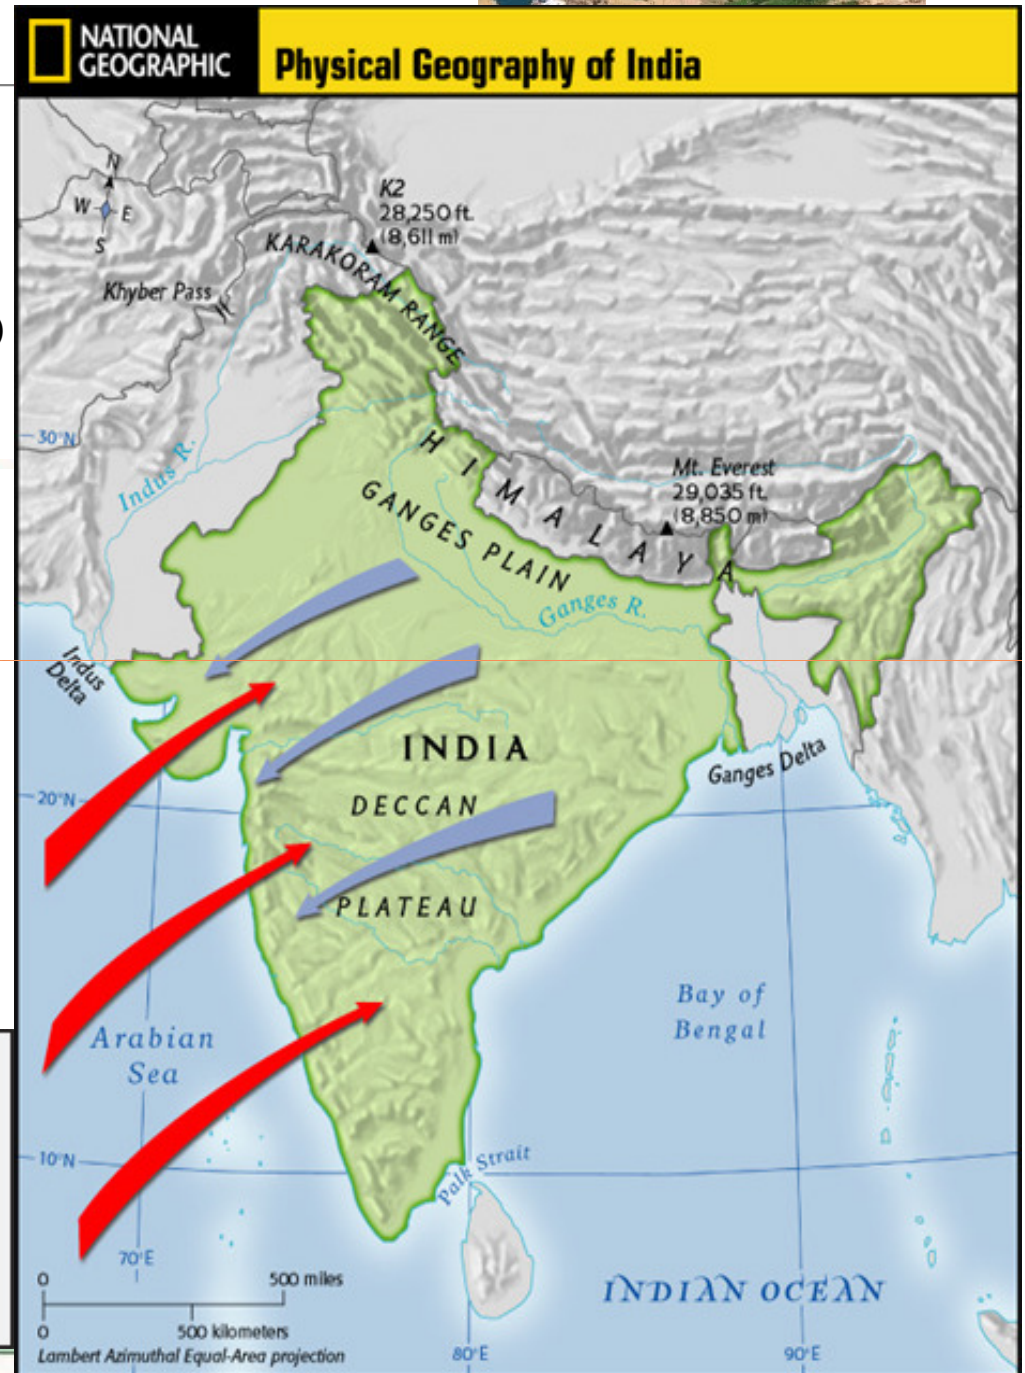 NATIONAL
GEOGRAPHIC
Physical Geography of India
N
W E
S
K2
28,250 ft.
(8,611 m)
KARAKORAM RANGE
Khyber Pass
30°N
Indus R.
HIMALAYA
Mt. Everest
29,035 ft.
(8,850 m)
GANGES PLAIN
Ganges R.
Indus
Delta
INDIA
Ganges Delta
20°N
DECCAN
PLATEAU
Bay of
Bengal
Arabian
Sea
10°N
Palk Strait
70°E
0 500 miles
0 500 kilometers
INDIAN OCEAN
Lambert Azimuthal Equal-Area projection
80°E 90°E
)